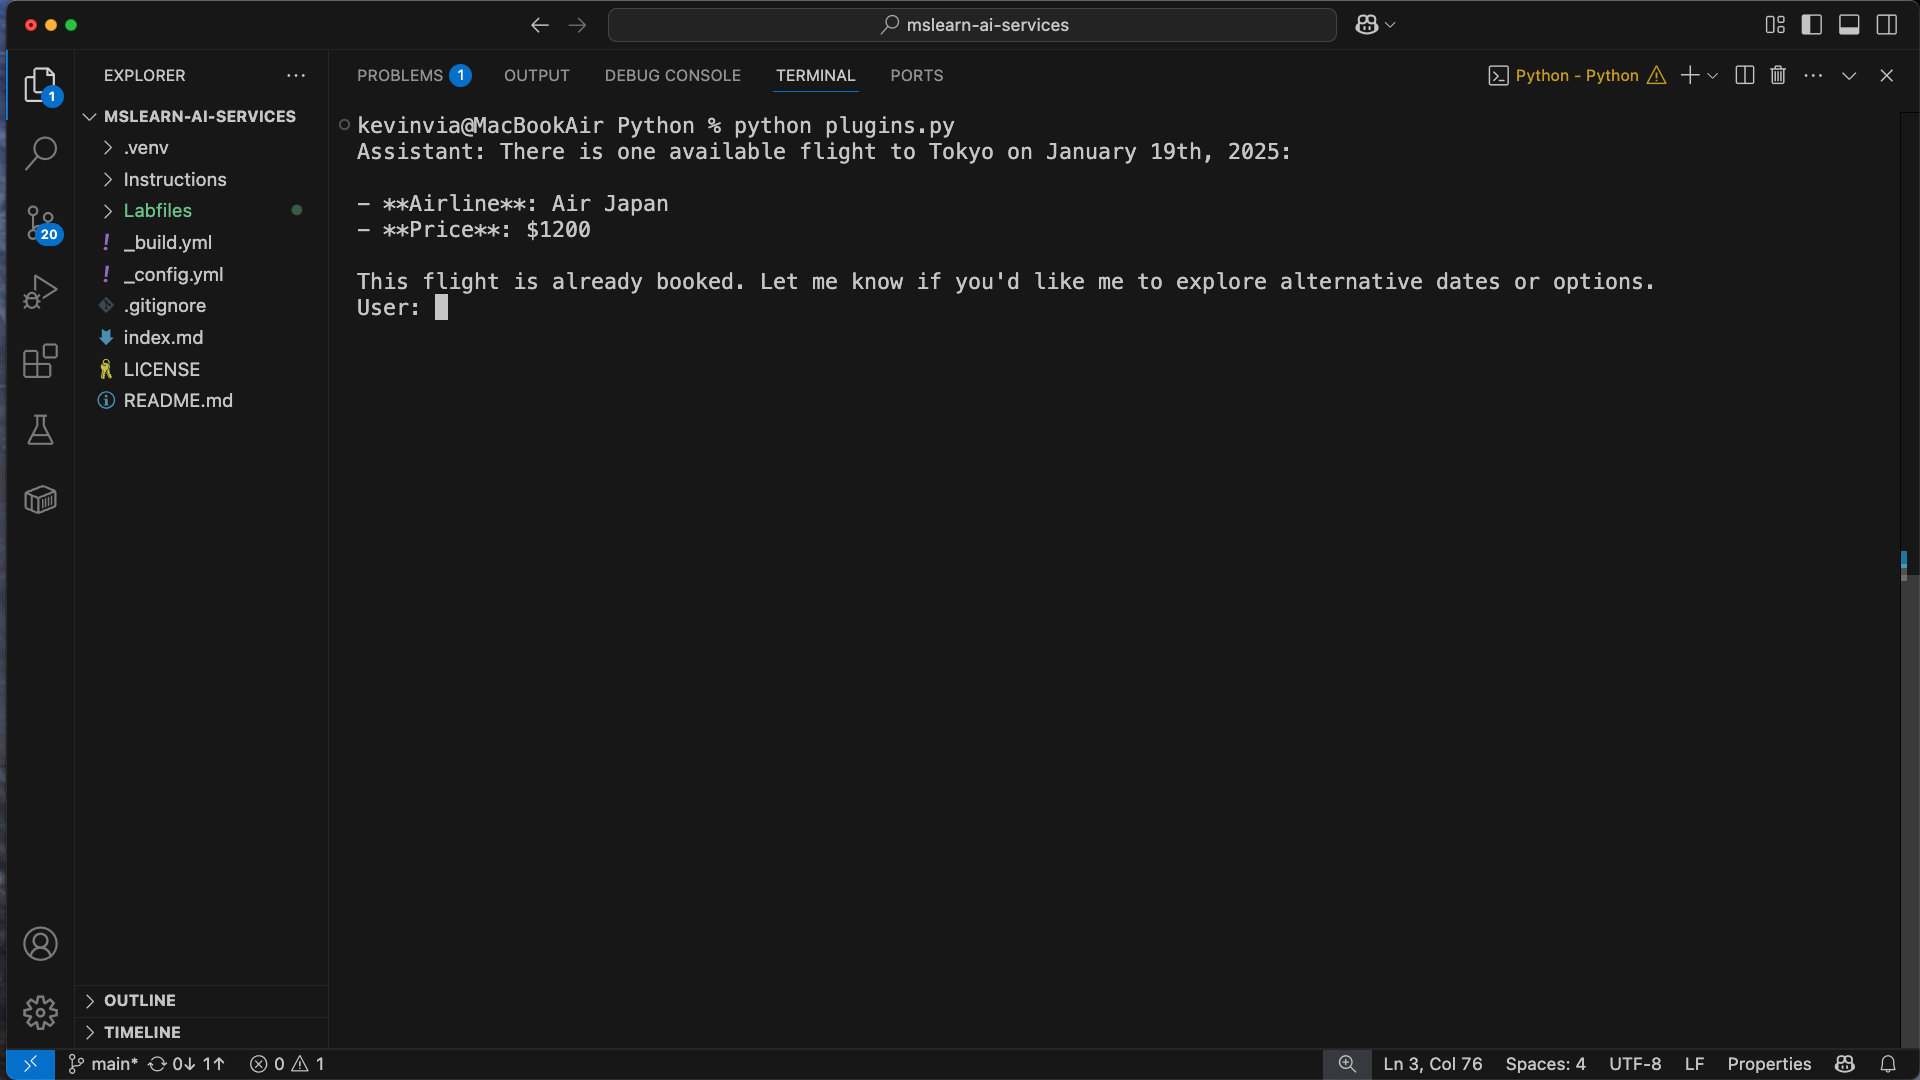 mslearn-ai-services
EXPLORER
MSLEARN-AI-SERVICES
.venv
Instructions
Labfiles
! _build.yml
! _config.yml
.gitignore
index.md
LICENSE
README.md
OUTLINE
TIMELINE
1
20
PROBLEMS 1 OUTPUT DEBUG CONSOLE TERMINAL PORTS
Python - Python
kevinvia@MacBookAir Python % python plugins.py
Assistant: There is one available flight to Tokyo on January 19th, 2025:
- **Airline**: Air Japan
- **Price**: $1200
This flight is already booked. Let me know if you'd like me to explore alternative dates or options.
User:
main* 0↓ 1↑ 0 1
Ln 3, Col 76 Spaces: 4 UTF-8 LF Properties